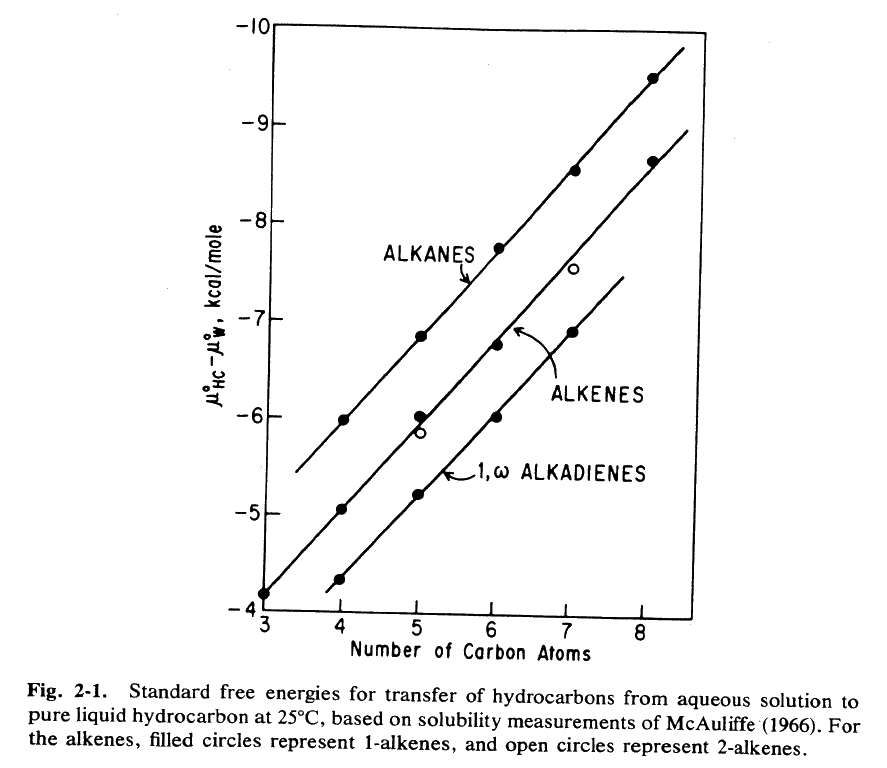 -10
-9
-8
-7
-6
-5
-4
μ°HC-μ°W, kcal/mole
ALKANES
ALKENES
1,ω ALKADIENES
3 4 5 6 7 8
Number of Carbon Atoms
Fig. 2-1. Standard free energies for transfer of hydrocarbons from aqueous solution to
pure liquid hydrocarbon at 25°C, based on solubility measurements of McAuliffe (1966). For
the alkenes, filled circles represent 1-alkenes, and open circles represent 2-alkenes.